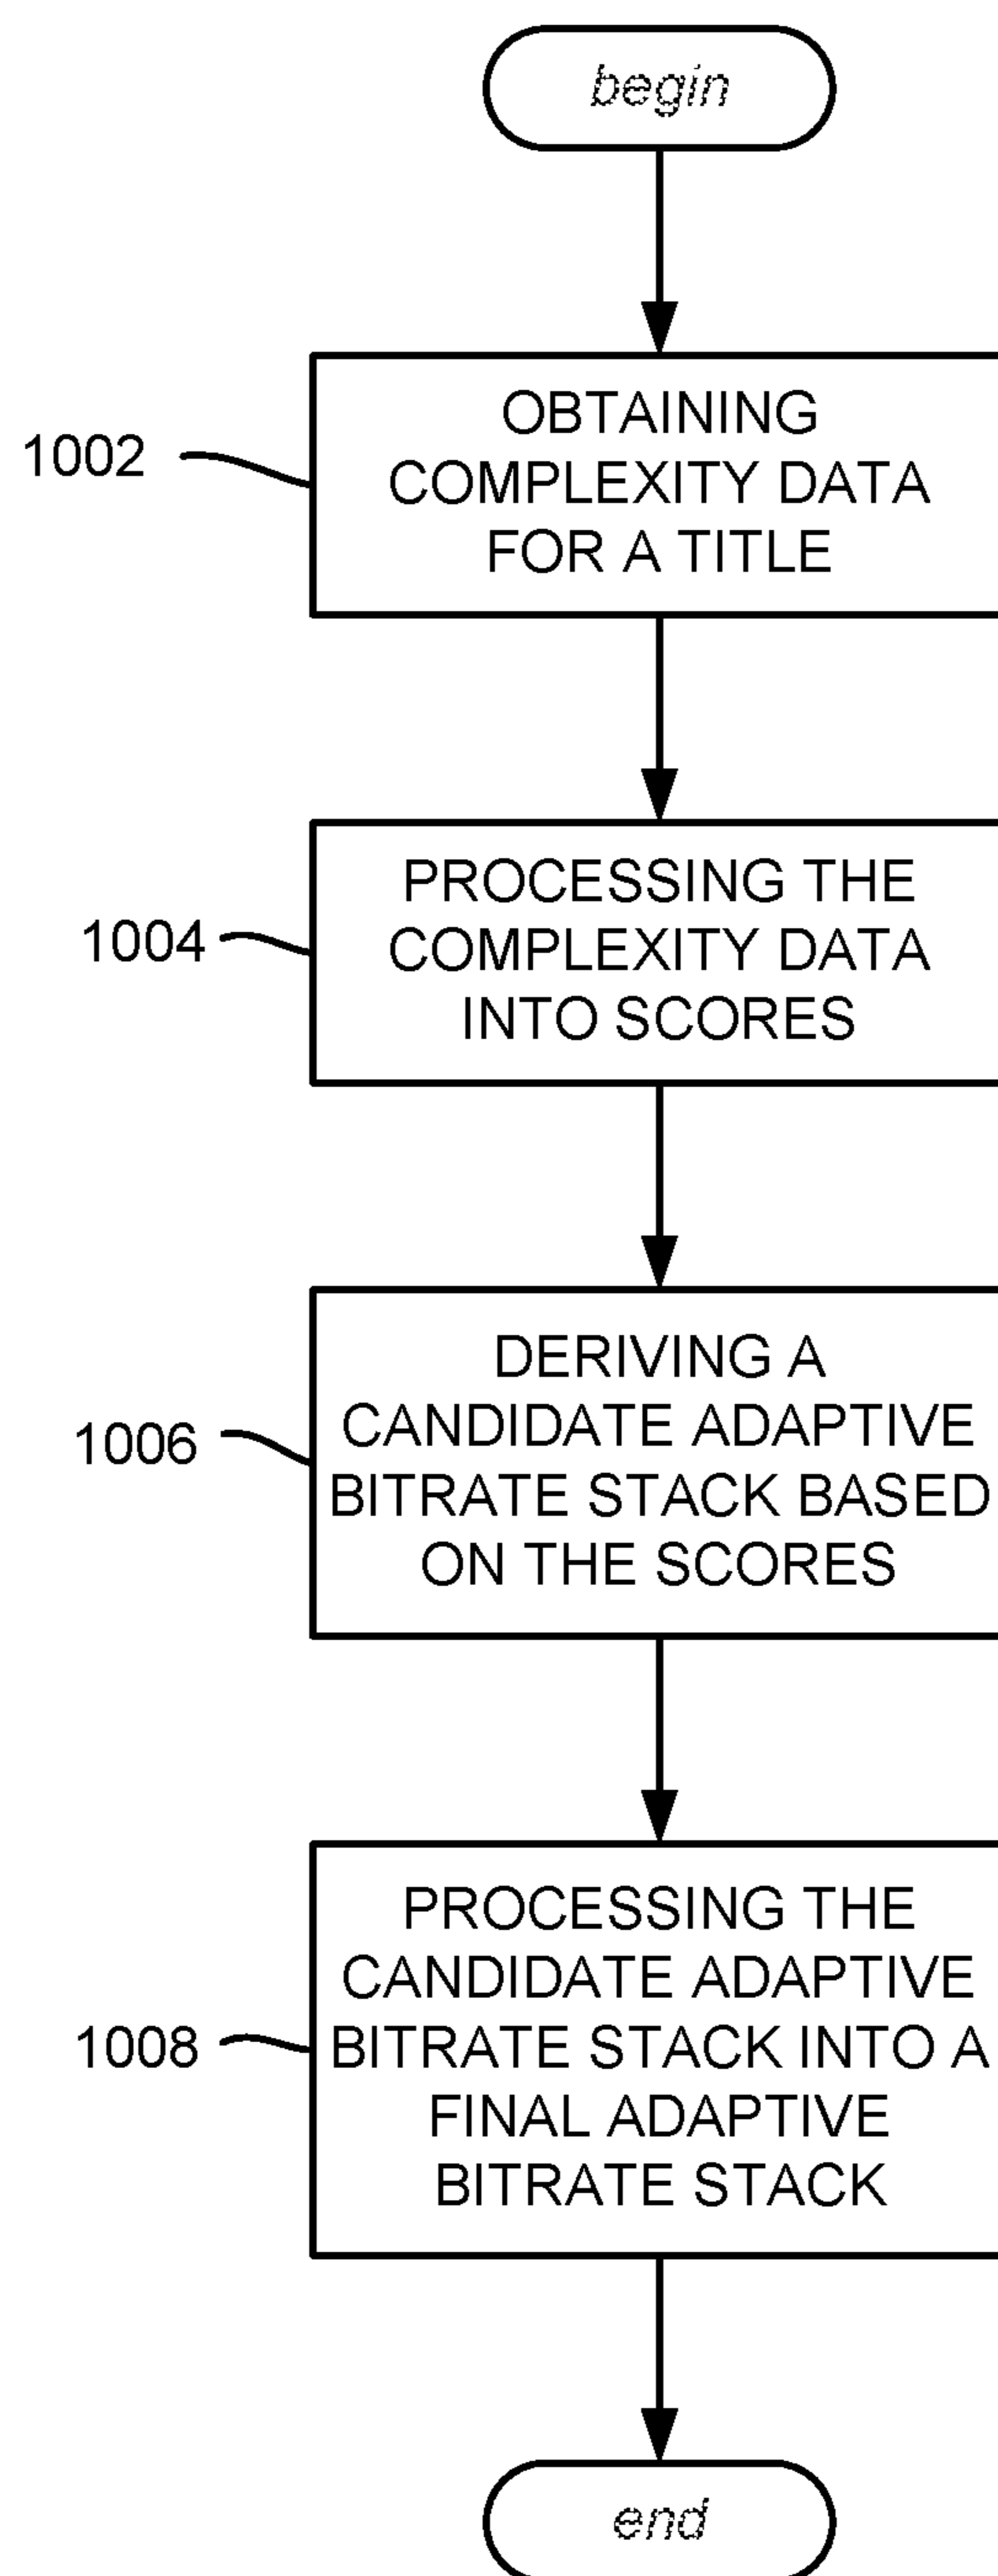 begin
OBTAINING
1002
COMPLEXITY DATA
FOR A TITLE
PROCESSING THE
1004
COMPLEXITY DATA
INTO SCORES
DERIVING A
CANDIDATE ADAPTIVE
1006
BITRATE STACK BASED
ON THE SCORES
PROCESSING THE
CANDIDATE ADAPTIVE
1008
BITRATE STACK INTO A
FINAL ADAPTIVE
BITRATE STACK
end